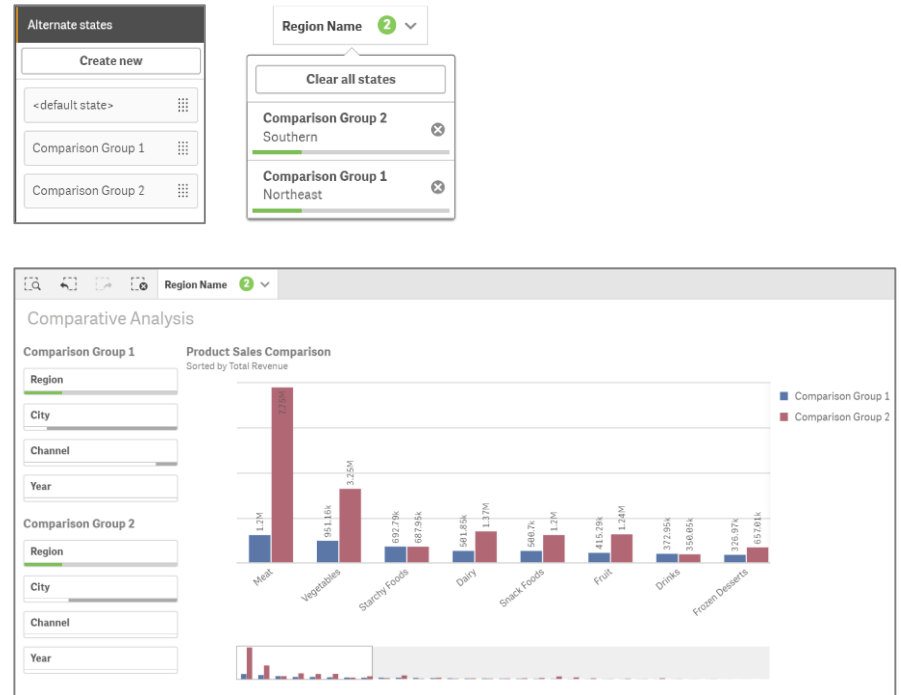 Alternate states
Create new
<default state>
Comparison Group 1
Comparison Group 2
Region Name 2
Clear all states
Comparison Group 2
Southern
Comparison Group 1
Northeast
Region Name 2
Comparative Analysis
Comparison Group 1
Region
City
Channel
Year
Comparison Group 2
Region
City
Channel
Year
Product Sales Comparison
Sorted by Total Revenue
1.2M
7.75M
951.16k
3.25M
692.79k
687.95k
501.85k
1.37M
500.7k
1.2M
415.29k
1.24M
372.95k
350.05k
326.97k
657.01k
Meat
Vegetables
Starchy Foods
Dairy
Snack Foods
Fruit
Drinks
Frozen Desserts
Comparison Group 1
Comparison Group 2